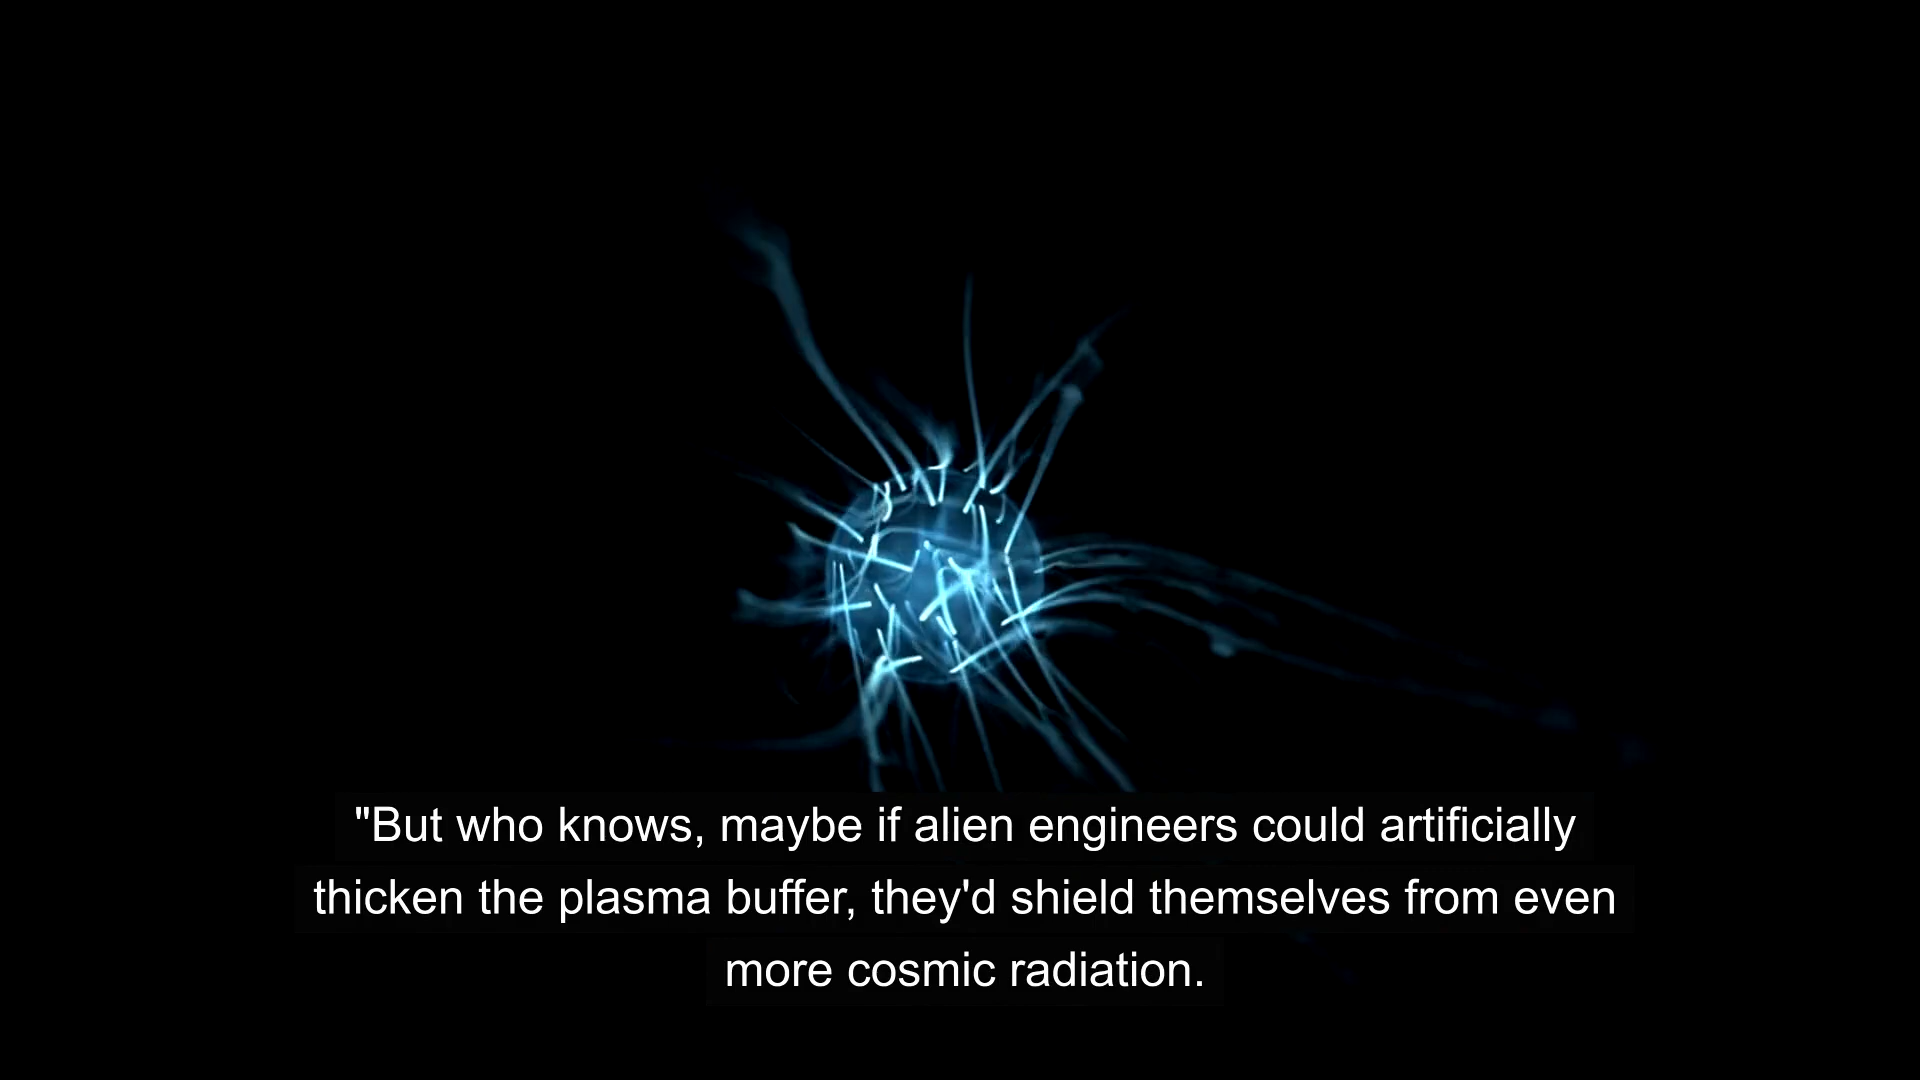 "But who knows, maybe if alien engineers could artificially
thicken the plasma buffer, they'd shield themselves from even
more cosmic radiation.